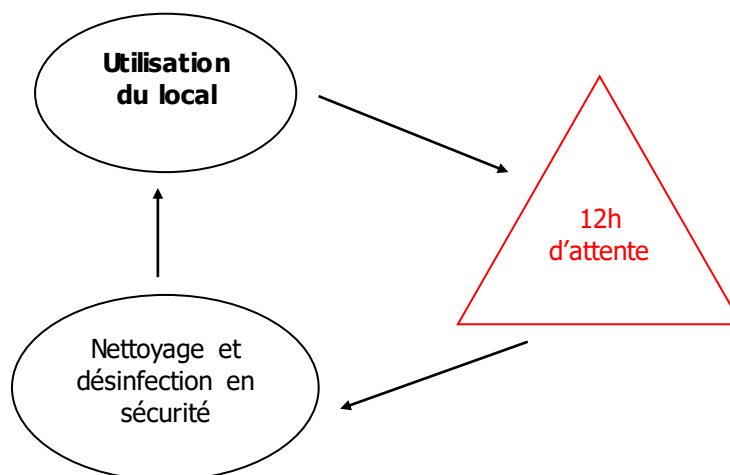 Utilisation
du local
12h
d’attente
Nettoyage et
désinfection en
sécurité